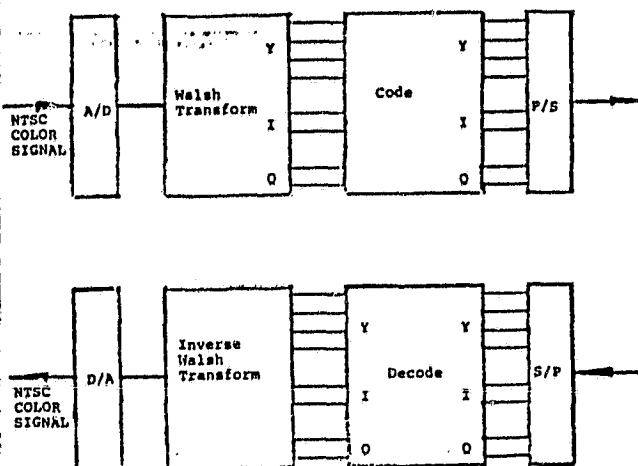 NTSC
COLOR
SIGNAL
A/D
Walsh
Transform
Y
I
Q
Code
Y
I
Q
P/S
NTSC
COLOR
SIGNAL
D/A
Inverse
Walsh
Transform
Y
I
Q
Decode
Y
I
Q
S/P